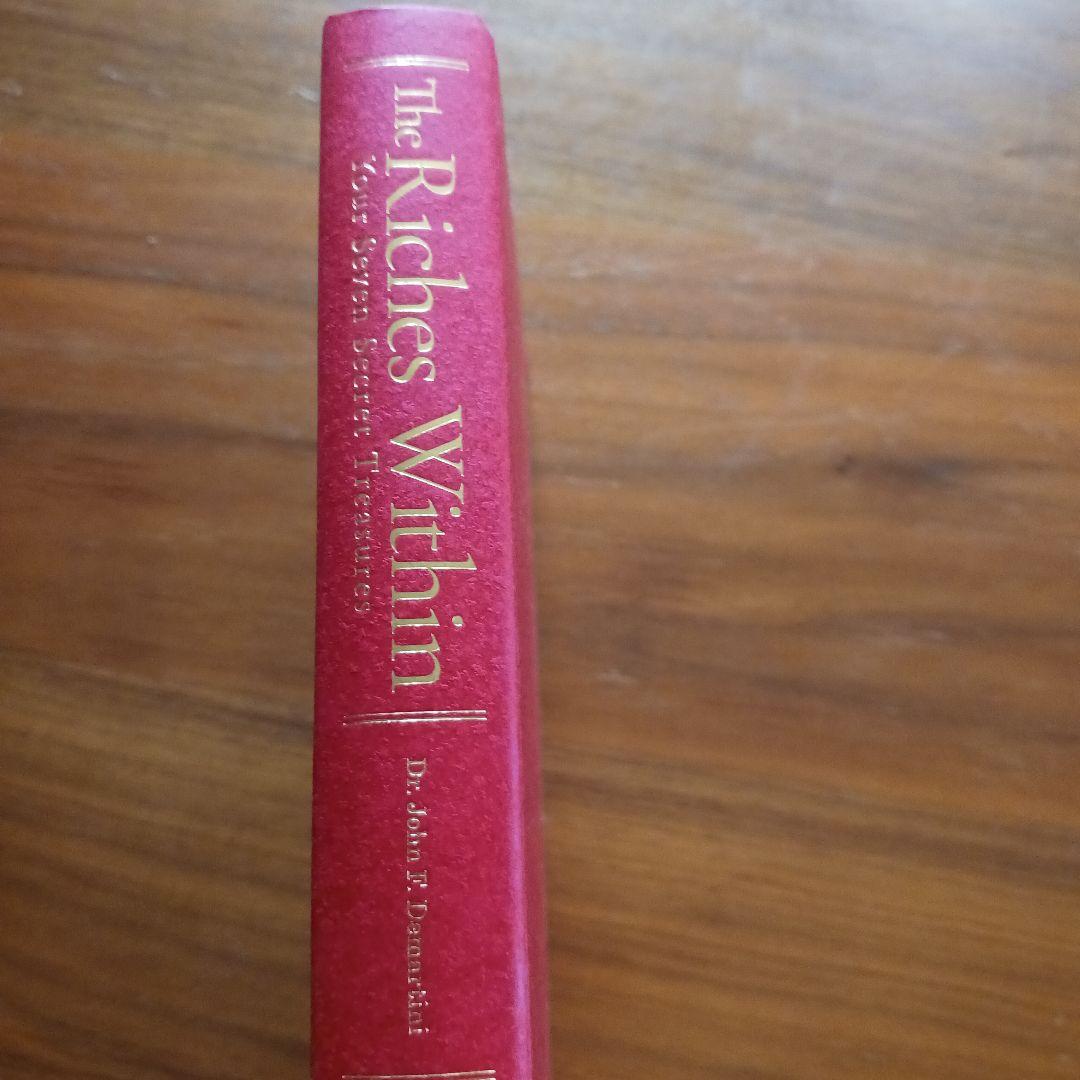 The Riches Within
Your Seven Secret Treasures
Dr. John F. Demartini